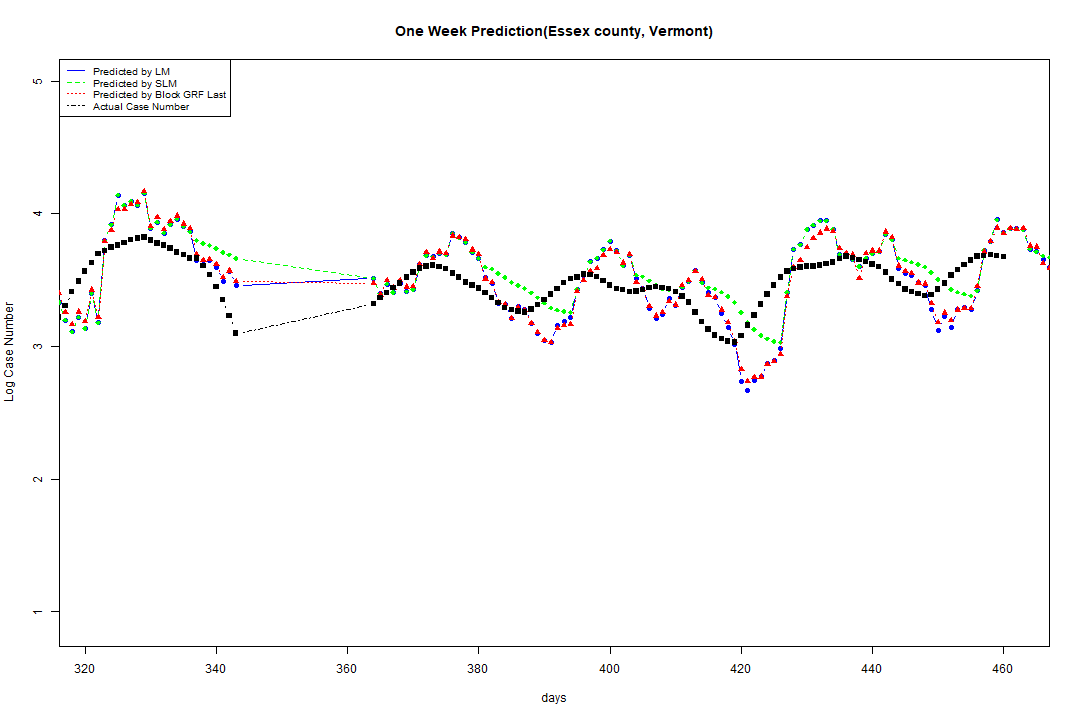 One Week Prediction(Essex county, Vermont)
Predicted by LM
Predicted by SLM
Predicted by Block GRF Last
Actual Case Number
5
4
3
2
1
Log Case Number
320 340 360 380 400 420 440 460
days